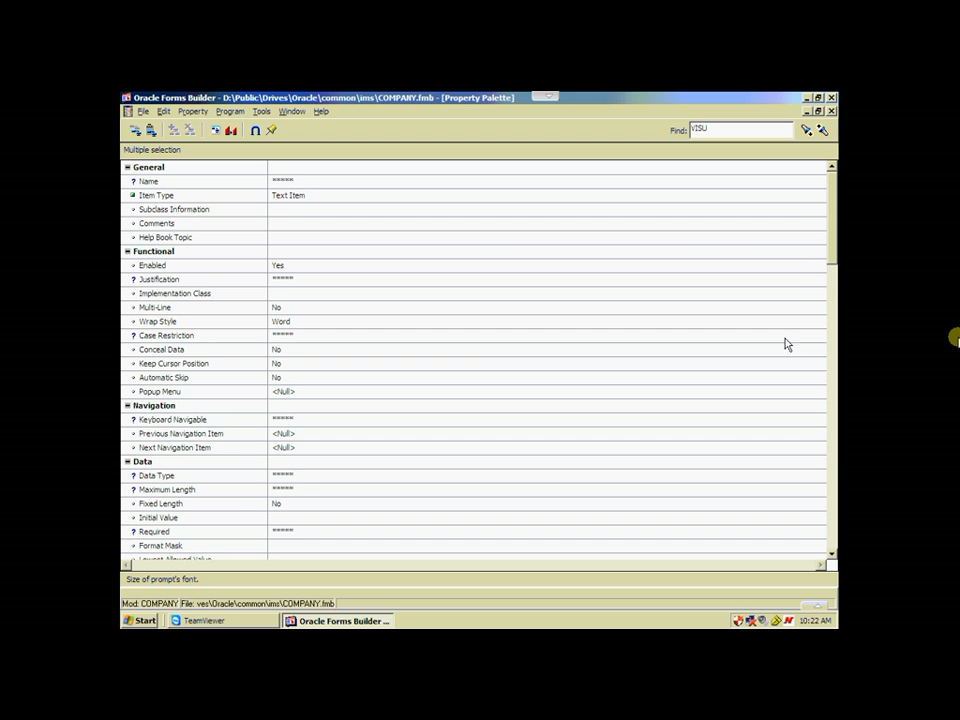 Oracle Forms Builder - D:\Public\Drives\Oracle\common\ims\COMPANY.fmb - [Property Palette]
File Edit Property Program Tools Window Help
Find: VISU
Multiple selection
General
? Name *****
Item Type Text Item
Subclass Information
Comments
Help Book Topic
Functional
Enabled Yes
? Justification *****
Implementation Class
Multi-Line No
Wrap Style Word
? Case Restriction *****
Conceal Data No
Keep Cursor Position No
Automatic Skip No
Popup Menu <Null>
Navigation
? Keyboard Navigable *****
Previous Navigation Item <Null>
Next Navigation Item <Null>
Data
? Data Type *****
? Maximum Length *****
Fixed Length No
Initial Value
? Required *****
Format Mask
Lowest Allowed Value
Size of prompt's font.
Mod: COMPANY File: ves\Oracle\common\ims\COMPANY.fmb
Start TeamViewer Oracle Forms Builder ... 10:22 AM